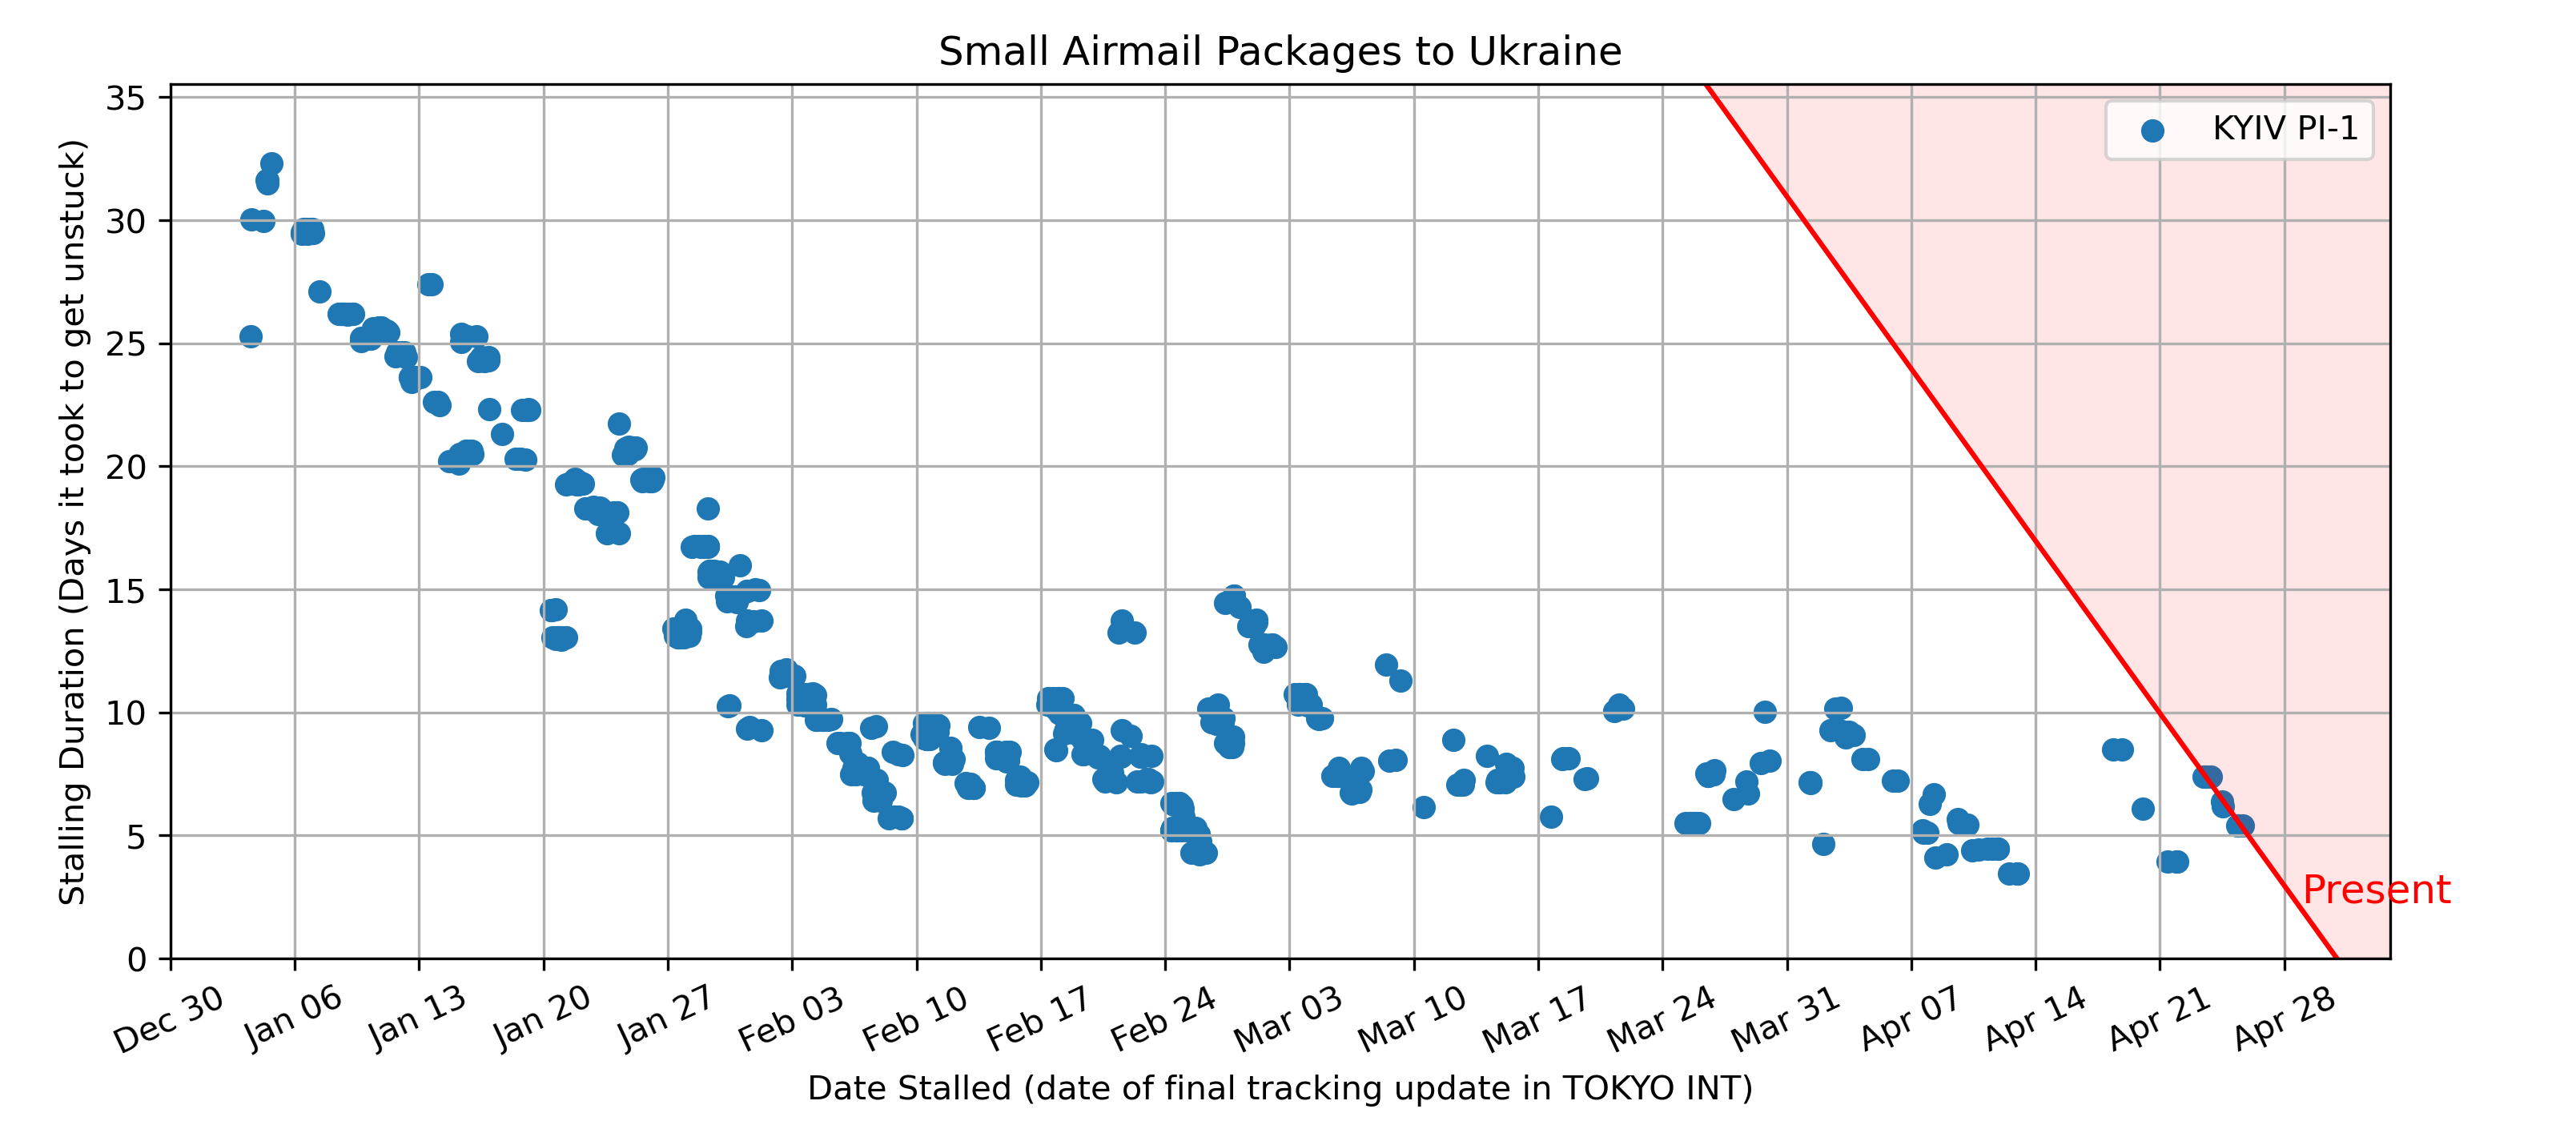 Small Airmail Packages to Ukraine
KYIV PI-1
Stalling Duration (Days it took to get unstuck)
35
30
25
20
15
10
5
0
Present
Dec 30
Jan 06
Jan 13
Jan 20
Jan 27
Feb 03
Feb 10
Feb 17
Feb 24
Mar 03
Mar 10
Mar 17
Mar 24
Mar 31
Apr 07
Apr 14
Apr 21
Apr 28
Date Stalled (date of final tracking update in TOKYO INT)